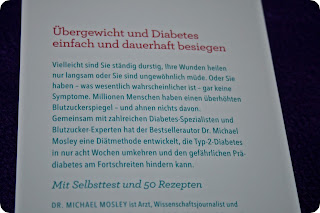 Übergewicht und Diabetes
einfach und dauerhaft besiegen
Vielleicht sind Sie ständig durstig, Ihre Wunden heilen
nur langsam oder Sie sind ungewöhnlich müde. Oder Sie
haben - was wesentlich wahrscheinlicher ist - gar keine
Symptome. Millionen Menschen haben einen überhöhten
Blutzuckerspiegel - und ahnen nichts davon.
Gemeinsam mit zahlreichen Diabetes-Spezialisten und
Blutzucker-Experten hat der Bestsellerautor Dr. Michael
Mosley eine Diätmethode entwickelt, die Typ-2-Diabetes
in nur acht Wochen umkehren und den gefährlichen Prä-
diabetes am Fortschreiten hindern kann.
Mit Selbsttest und 50 Rezepten
DR. MICHAEL MOSLEY ist Arzt, Wissenschaftsjournalist und